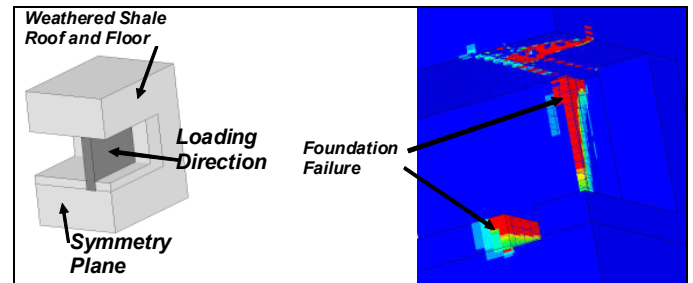 Weathered Shale
Roof and Floor
Loading
Direction
Symmetry
Plane
Foundation
Failure